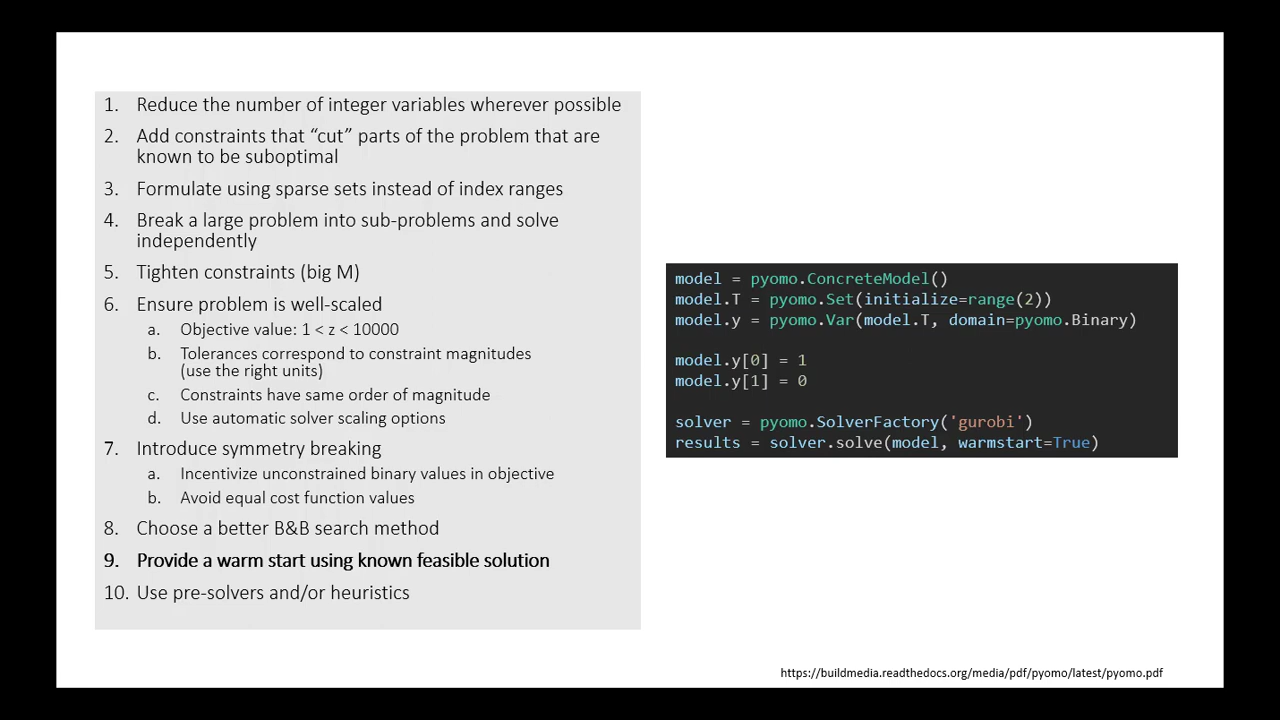 1. Reduce the number of integer variables wherever possible
2. Add constraints that “cut” parts of the problem that are
known to be suboptimal
3. Formulate using sparse sets instead of index ranges
4. Break a large problem into sub-problems and solve
independently
5. Tighten constraints (big M)
6. Ensure problem is well-scaled
a. Objective value: 1 < z < 10000
b. Tolerances correspond to constraint magnitudes
(use the right units)
c. Constraints have same order of magnitude
d. Use automatic solver scaling options
7. Introduce symmetry breaking
a. Incentivize unconstrained binary values in objective
b. Avoid equal cost function values
8. Choose a better B&B search method
9. Provide a warm start using known feasible solution
10. Use pre-solvers and/or heuristics
model = pyomo.ConcreteModel()
model.T = pyomo.Set(initialize=range(2))
model.y = pyomo.Var(model.T, domain=pyomo.Binary)
model.y[0] = 1
model.y[1] = 0
solver = pyomo.SolverFactory('gurobi')
results = solver.solve(model, warmstart=True)
https://buildmedia.readthedocs.org/media/pdf/pyomo/latest/pyomo.pdf